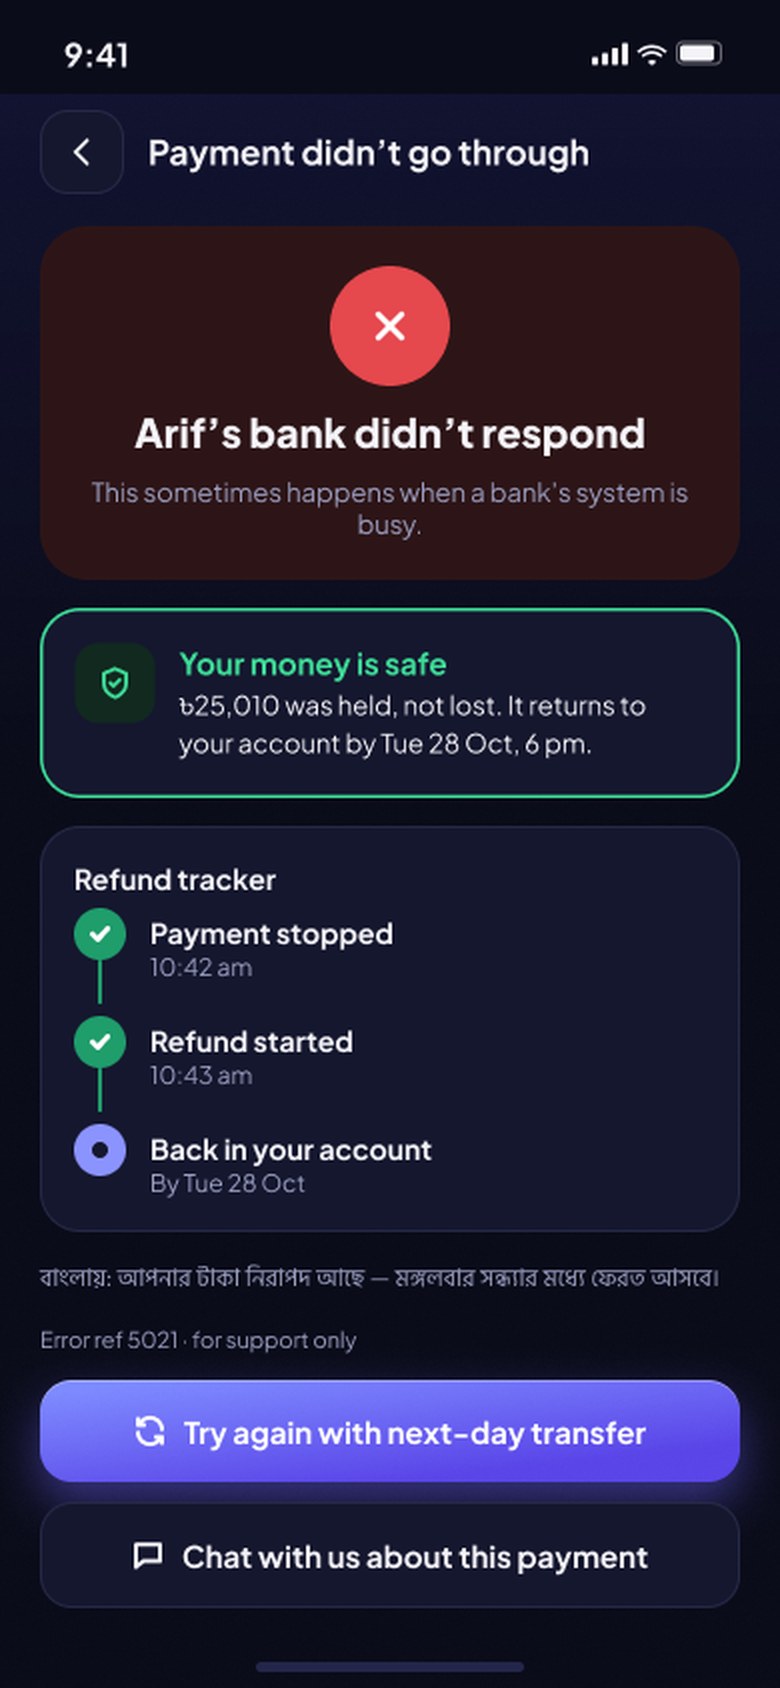 9:41
Payment didn’t go through
Arif’s bank didn’t respond
This sometimes happens when a bank's system is
busy.
Your money is safe
৳25,010 was held, not lost. It returns to
your account by Tue 28 Oct, 6 pm.
Refund tracker
Payment stopped
10:42 am
Refund started
10:43 am
Back in your account
By Tue 28 Oct
বাংলায়: আপনার টাকা নিরাপদ আছে — মঙ্গলবার সন্ধ্যার মধ্যে ফেরত আসবে।
Error ref 5021 · for support only
Try again with next-day transfer
Chat with us about this payment